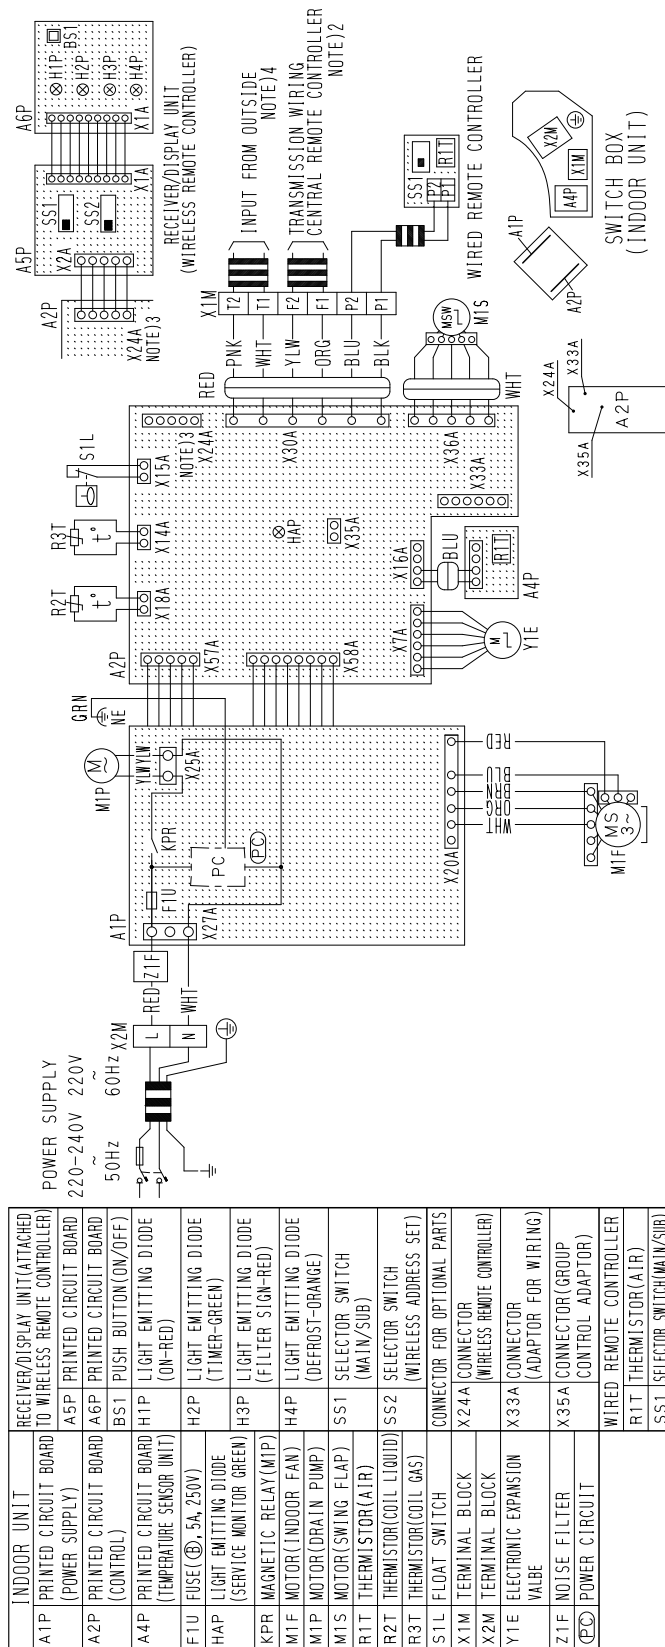 INDOOR UNIT
A1P PRINTED CIRCUIT BOARD
(POWER SUPPLY)
A2P PRINTED CIRCUIT BOARD
(CONTROL)
A4P PRINTED CIRCUIT BOARD
(TEMPERATURE SENSOR UNIT)
F1U FUSE(Ⓑ, 5A, 250V)
HAP LIGHT EMITTING DIODE
(SERVICE MONITOR GREEN)
KPR MAGNETIC RELAY(M1P)
M1F MOTOR(INDOOR FAN)
M1P MOTOR(DRAIN PUMP)
M1S MOTOR(SWING FLAP)
R1T THERMISTOR(AIR)
R2T THERMISTOR(COIL LIQUID)
R3T THERMISTOR(COIL GAS)
S1L FLOAT SWITCH
X1M TERMINAL BLOCK
X2M TERMINAL BLOCK
Y1E ELECTRONIC EXPANSION
VALBE
Z1F NOISE FILTER
PC POWER CIRCUIT
RECEIVER/DISPLAY UNIT(ATTACHED
TO WIRELESS REMOTE CONTROLLER)
A5P PRINTED CIRCUIT BOARD
A6P PRINTED CIRCUIT BOARD
BS1 PUSH BUTTON(ON/OFF)
H1P LIGHT EMITTING DIODE
(ON-RED)
H2P LIGHT EMITTING DIODE
(TIMER-GREEN)
H3P LIGHT EMITTING DIODE
(FILTER SIGN-RED)
H4P LIGHT EMITTING DIODE
(DEFROST-ORANGE)
SS1 SELECTOR SWITCH
(MAIN/SUB)
SS2 SELECTOR SWITCH
(WIRELESS ADDRESS SET)
CONNECTOR FOR OPTIONAL PARTS
X24A CONNECTOR
(WIRELESS REMOTE CONTROLLER)
X33A CONNECTOR
(ADAPTOR FOR WIRING)
X35A CONNECTOR(GROUP
CONTROL ADAPTOR)
WIRED REMOTE CONTROLLER
R1T THERMISTOR(AIR)
SS1 SELECTOR SWITCH(MAIN/SUB)
POWER SUPPLY
220-240V 220V
~ ~
50Hz 60Hz
X2M
L
N
RED
WHT
Z1F
A1P
X27A
F1U
KPR
PC
PC
M1P
M
~
YLW
YLW
X25A
GRN
NE
X20A
WHT
ORG
BRN
BLU
RED
M1F
MS
3~
A2P
X57A
X58A
R2T
t°
X18A
R3T
t°
X14A
S1L
X15A
NOTE)3
X24A
HAP
X35A
X7A
M
Y1E
X16A
BLU
R1T
A4P
X33A
X36A
WHT
MSW
M1S
X30A
RED
PNK
WHT
YLW
ORG
BLU
BLK
X1M
T2
T1
F2
F1
P2
P1
INPUT FROM OUTSIDE
NOTE)4
TRANSMISSION WIRING
CENTRAL REMOTE CONTROLLER
NOTE)2
SS1
R1T
P2
P1
WIRED REMOTE CONTROLLER
A2P
X24A
NOTE)3
A5P
X2A
SS1
SS2
X1A
A6P
X1A
BS1
H1P
H2P
H3P
H4P
RECEIVER/DISPLAY UNIT
(WIRELESS REMOTE CONTROLLER)
X35A
X24A
X33A
A2P
A1P
A2P
A4P
X1M
X2M
SWITCH BOX
(INDOOR UNIT)